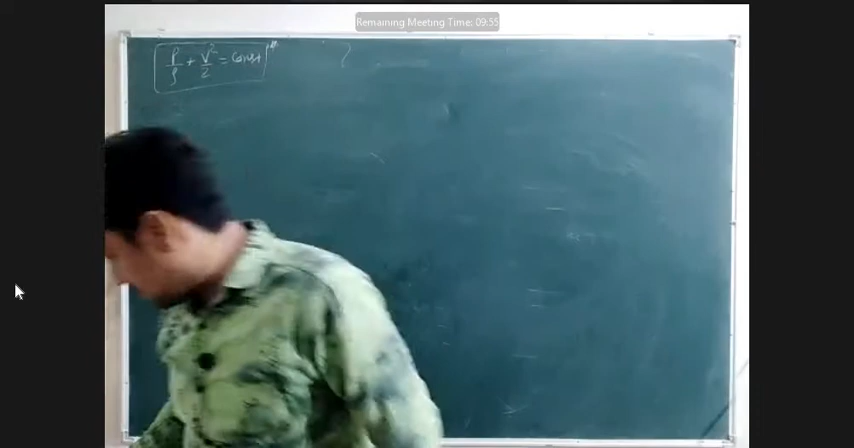 Remaining Meeting Time: 09:55
P/ρ + V²/2 = const